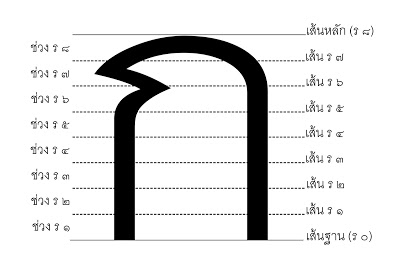 เส้นหลัก (ร ๘)
ช่วง ร ๘
เส้น ร ๗
ช่วง ร ๗
เส้น ร ๖
ช่วง ร ๖
เส้น ร ๕
ช่วง ร ๕
เส้น ร ๔
ช่วง ร ๔
เส้น ร ๓
ช่วง ร ๓
เส้น ร ๒
ช่วง ร ๒
เส้น ร ๑
ช่วง ร ๑
เส้นฐาน (ร ๐)
ก